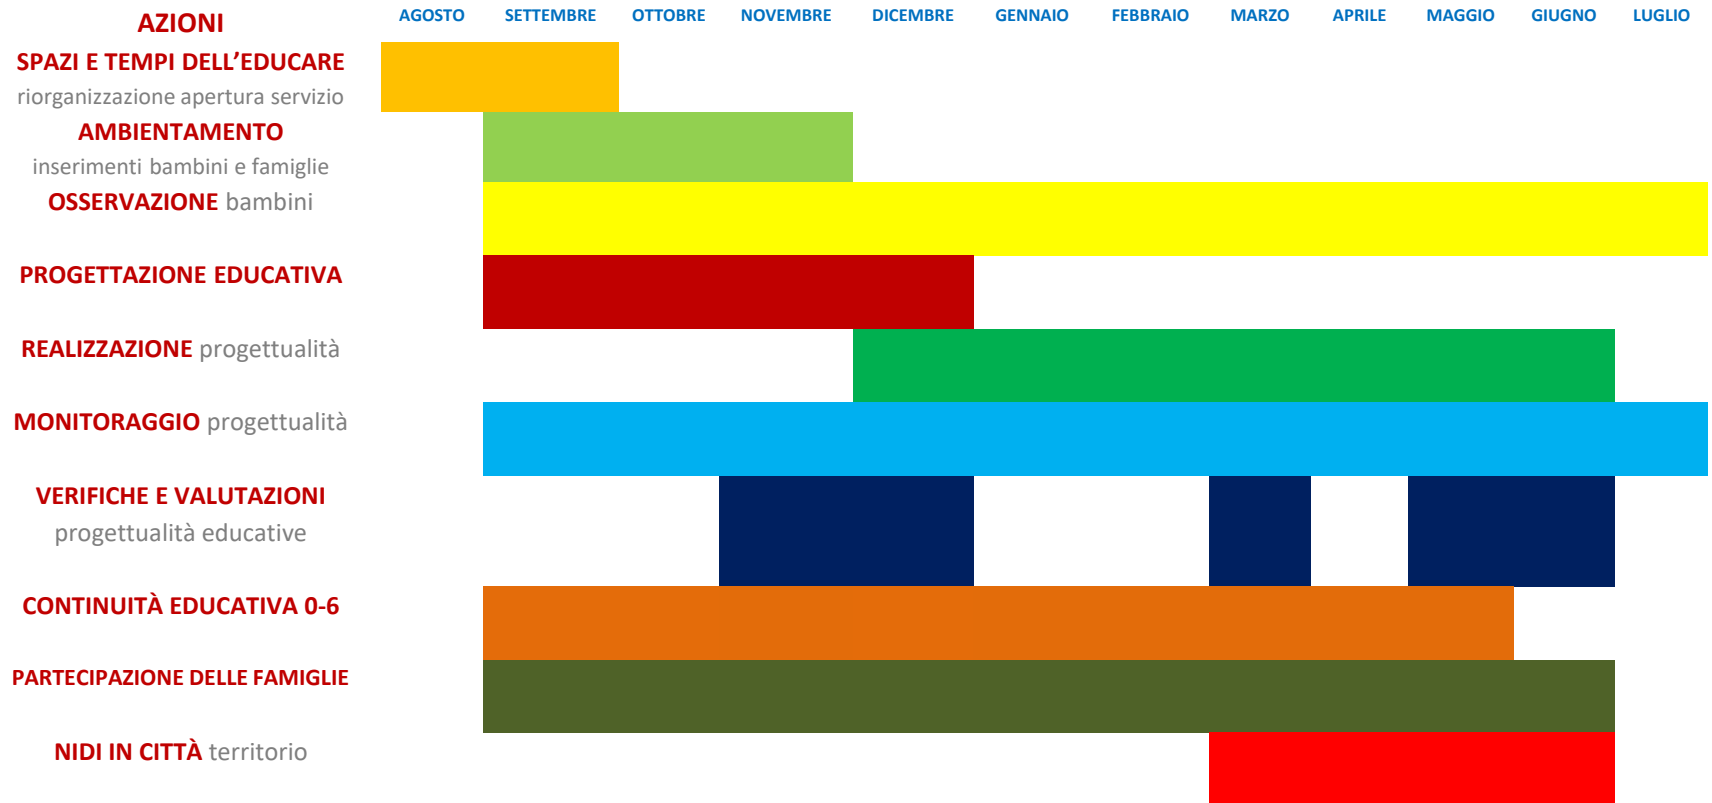 AZIONI AGOSTO SETTEMBRE OTTOBRE NOVEMBRE DICEMBRE GENNAIO FEBBRAIO MARZO APRILE MAGGIO GIUGNO LUGLIO
SPAZI E TEMPI DELL’EDUCARE
riorganizzazione apertura servizio
AMBIENTAMENTO
inserimenti bambini e famiglie
OSSERVAZIONE bambini
PROGETTAZIONE EDUCATIVA
REALIZZAZIONE progettualità
MONITORAGGIO progettualità
VERIFICHE E VALUTAZIONI
progettualità educative
CONTINUITÀ EDUCATIVA 0-6
PARTECIPAZIONE DELLE FAMIGLIE
NIDI IN CITTÀ territorio